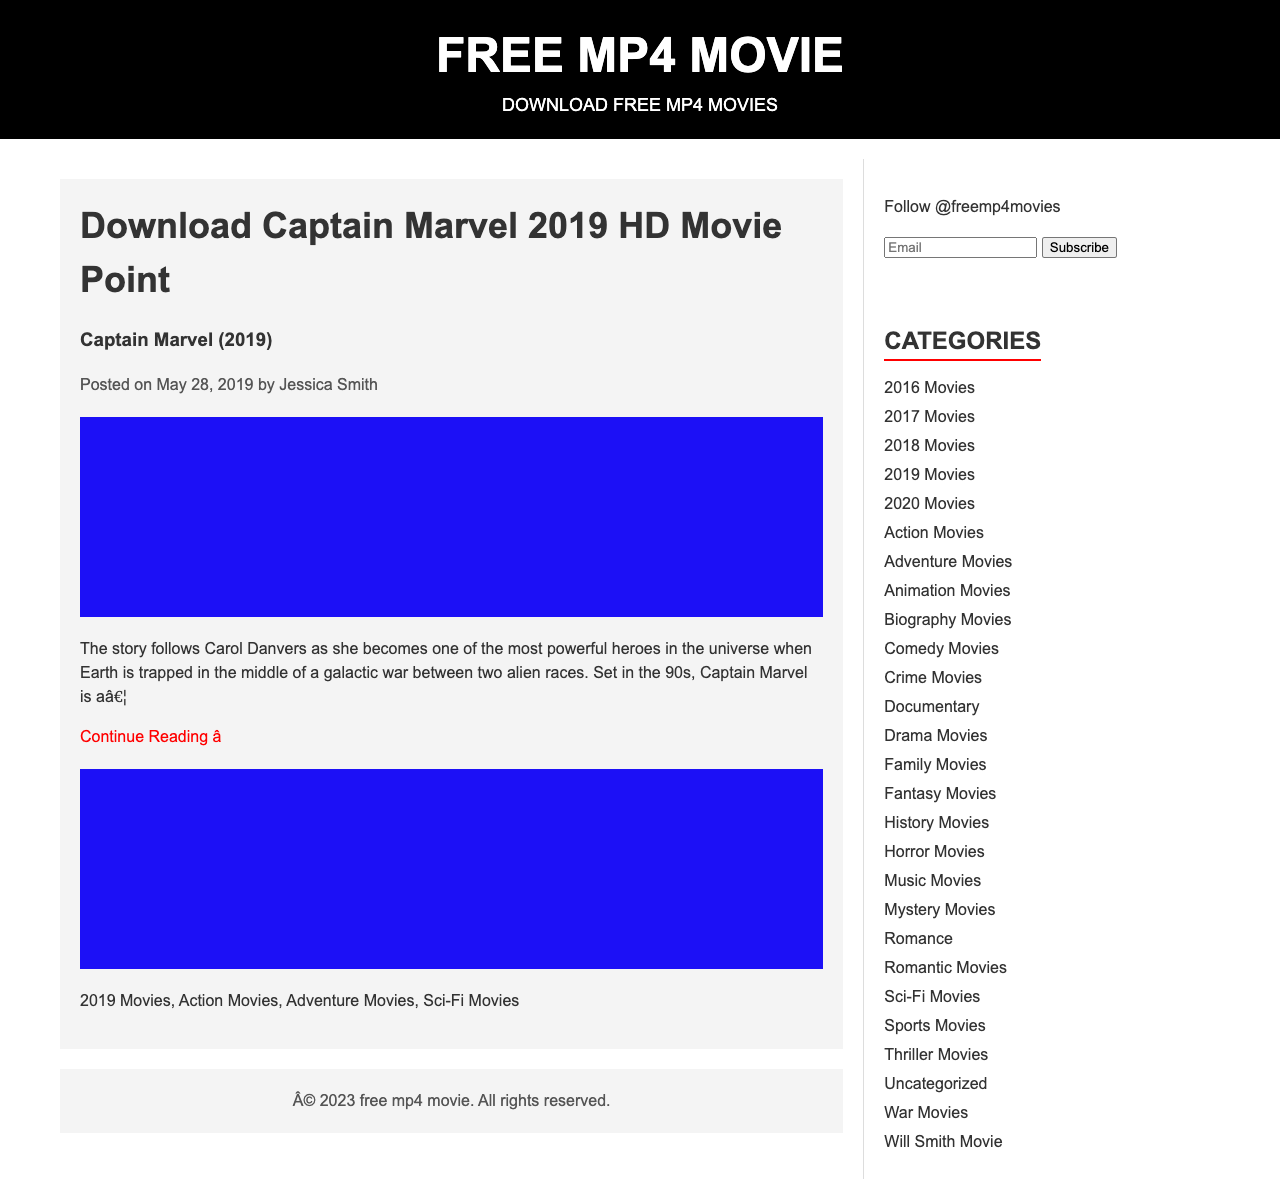 FREE MP4 MOVIE
DOWNLOAD FREE MP4 MOVIES
Download Captain Marvel 2019 HD Movie
Point
Captain Marvel (2019)
Posted on May 28, 2019 by Jessica Smith
The story follows Carol Danvers as she becomes one of the most powerful heroes in the universe when
Earth is trapped in the middle of a galactic war between two alien races. Set in the 90s, Captain Marvel
is aâ€¦
Continue Reading â
2019 Movies, Action Movies, Adventure Movies, Sci-Fi Movies
Â© 2023 free mp4 movie. All rights reserved.
Follow @freemp4movies
Email
Subscribe
CATEGORIES
2016 Movies
2017 Movies
2018 Movies
2019 Movies
2020 Movies
Action Movies
Adventure Movies
Animation Movies
Biography Movies
Comedy Movies
Crime Movies
Documentary
Drama Movies
Family Movies
Fantasy Movies
History Movies
Horror Movies
Music Movies
Mystery Movies
Romance
Romantic Movies
Sci-Fi Movies
Sports Movies
Thriller Movies
Uncategorized
War Movies
Will Smith Movie